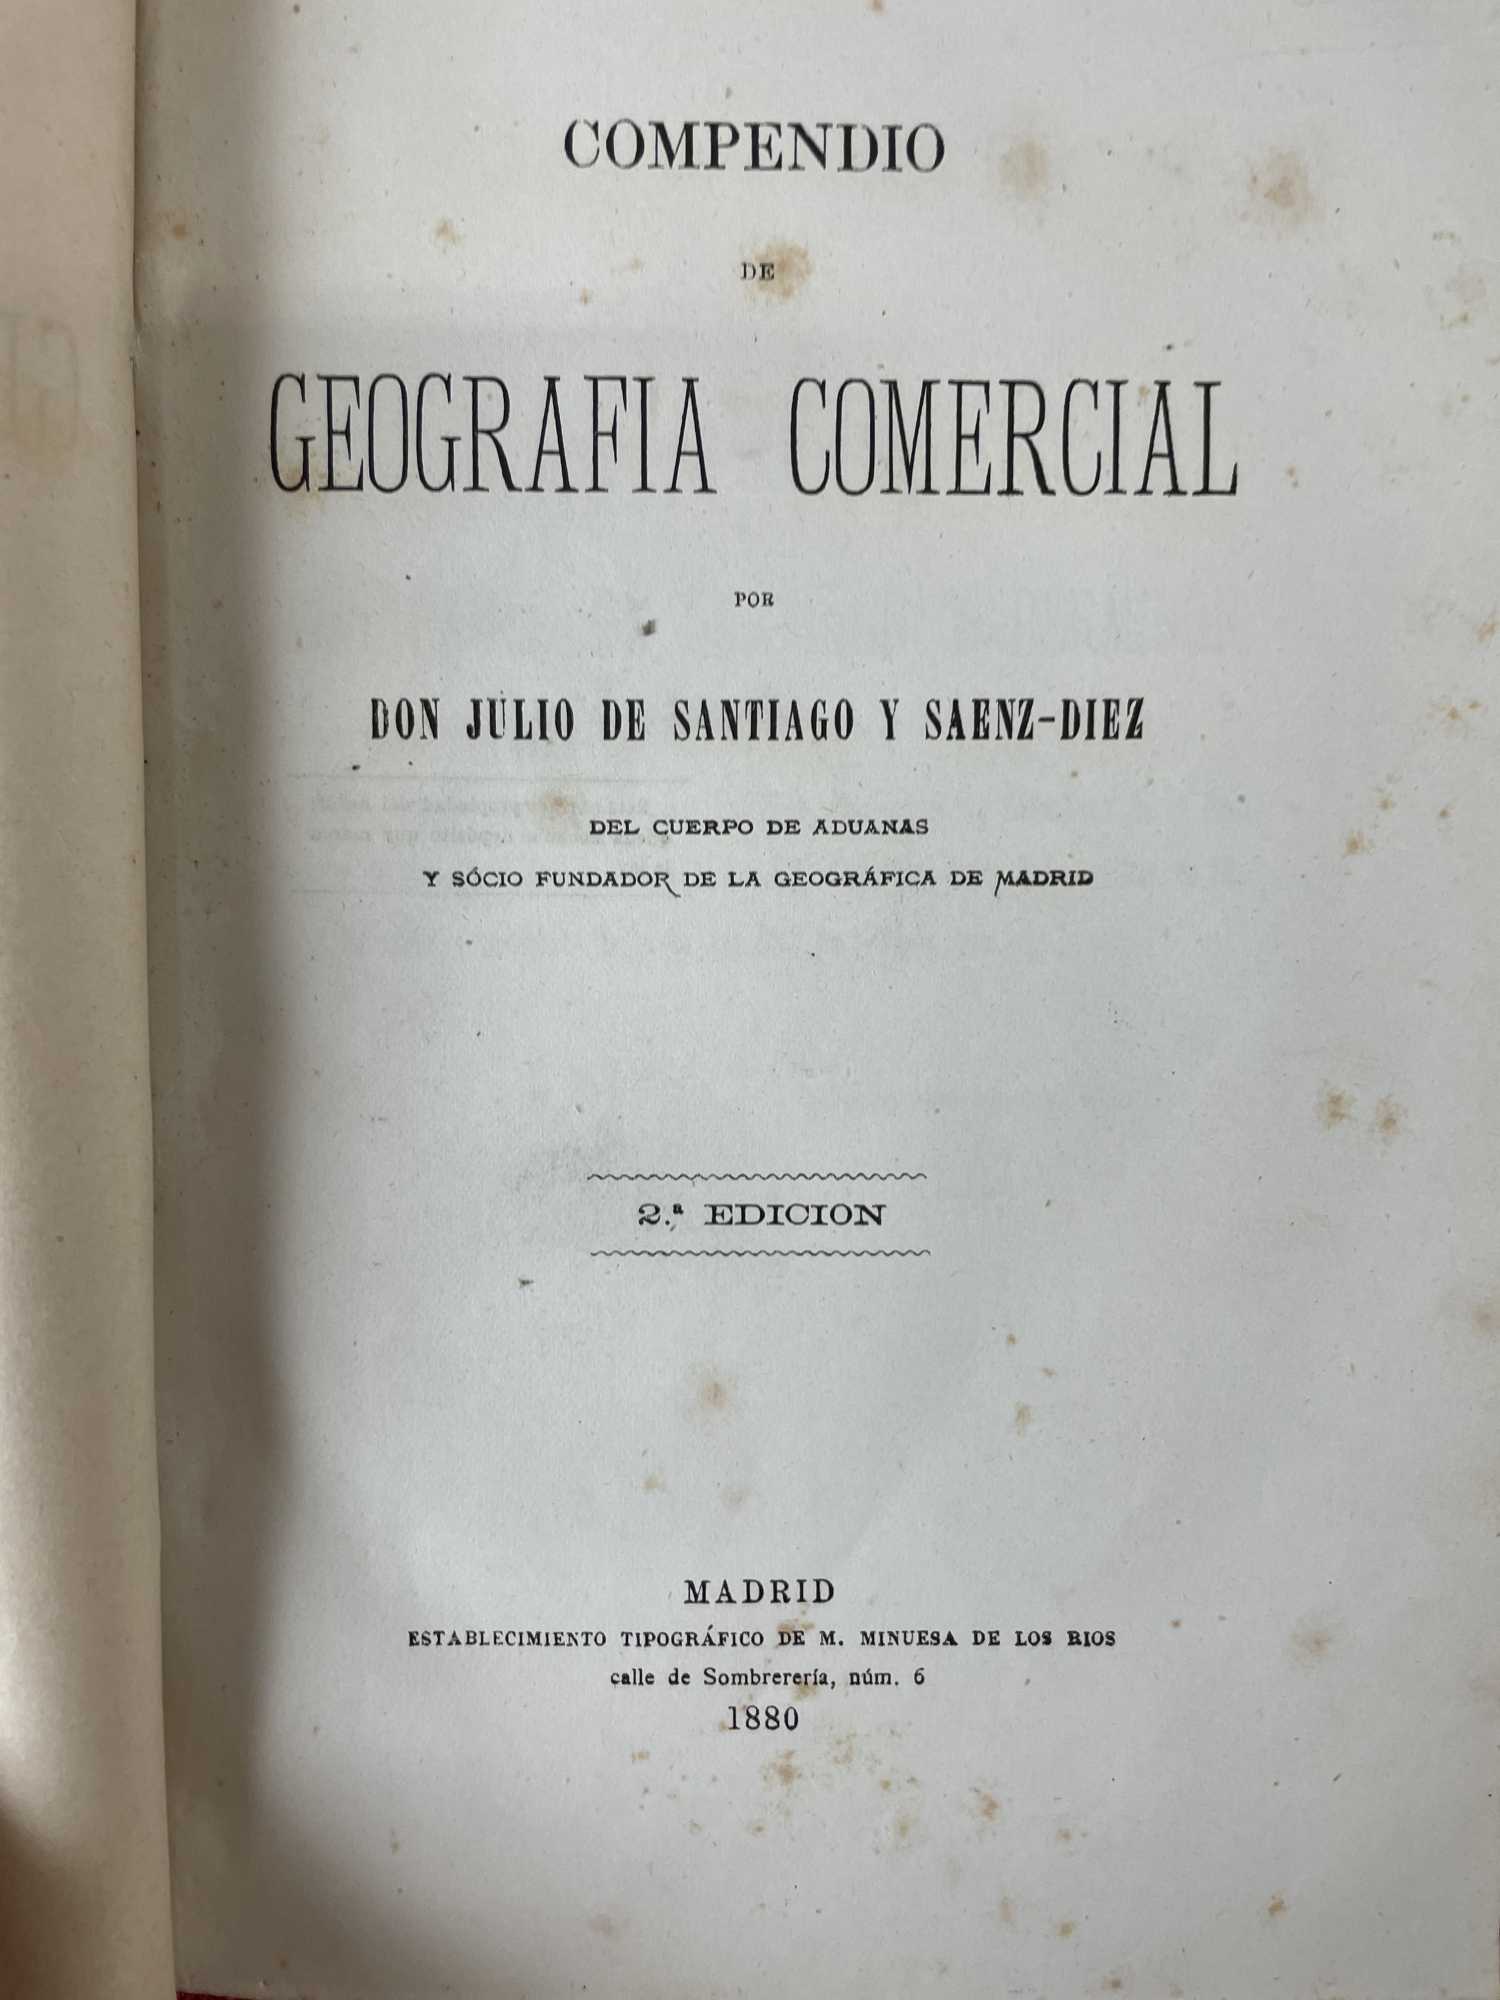 COMPENDIO
DE
GEOGRAFIA COMERCIAL
POR
DON JULIO DE SANTIAGO Y SAENZ-DIEZ
DEL CUERPO DE ADUANAS
Y SÓCIO FUNDADOR DE LA GEOGRÁFICA DE MADRID
2.ª EDICION
MADRID
ESTABLECIMIENTO TIPOGRÁFICO DE M. MINUESA DE LOS RIOS
calle de Sombrerería, núm. 6
1880